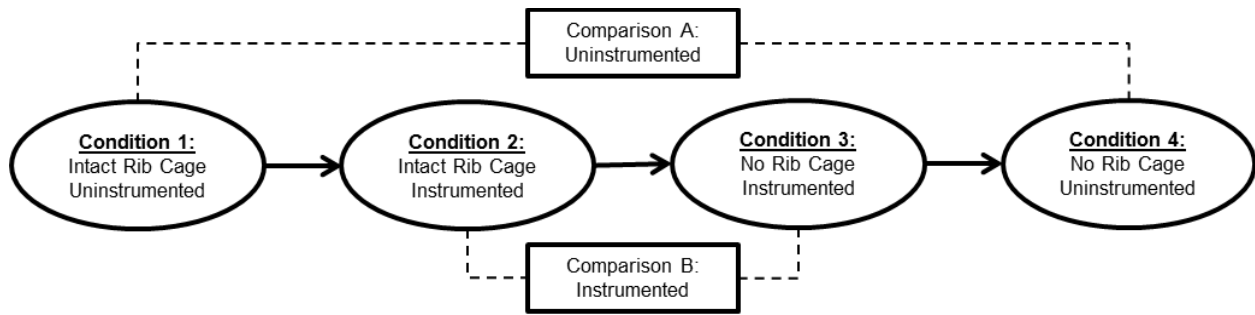 Comparison A:
Uninstrumented
Condition 1:
Intact Rib Cage
Uninstrumented
Condition 2:
Intact Rib Cage
Instrumented
Condition 3:
No Rib Cage
Instrumented
Condition 4:
No Rib Cage
Uninstrumented
Comparison B:
Instrumented